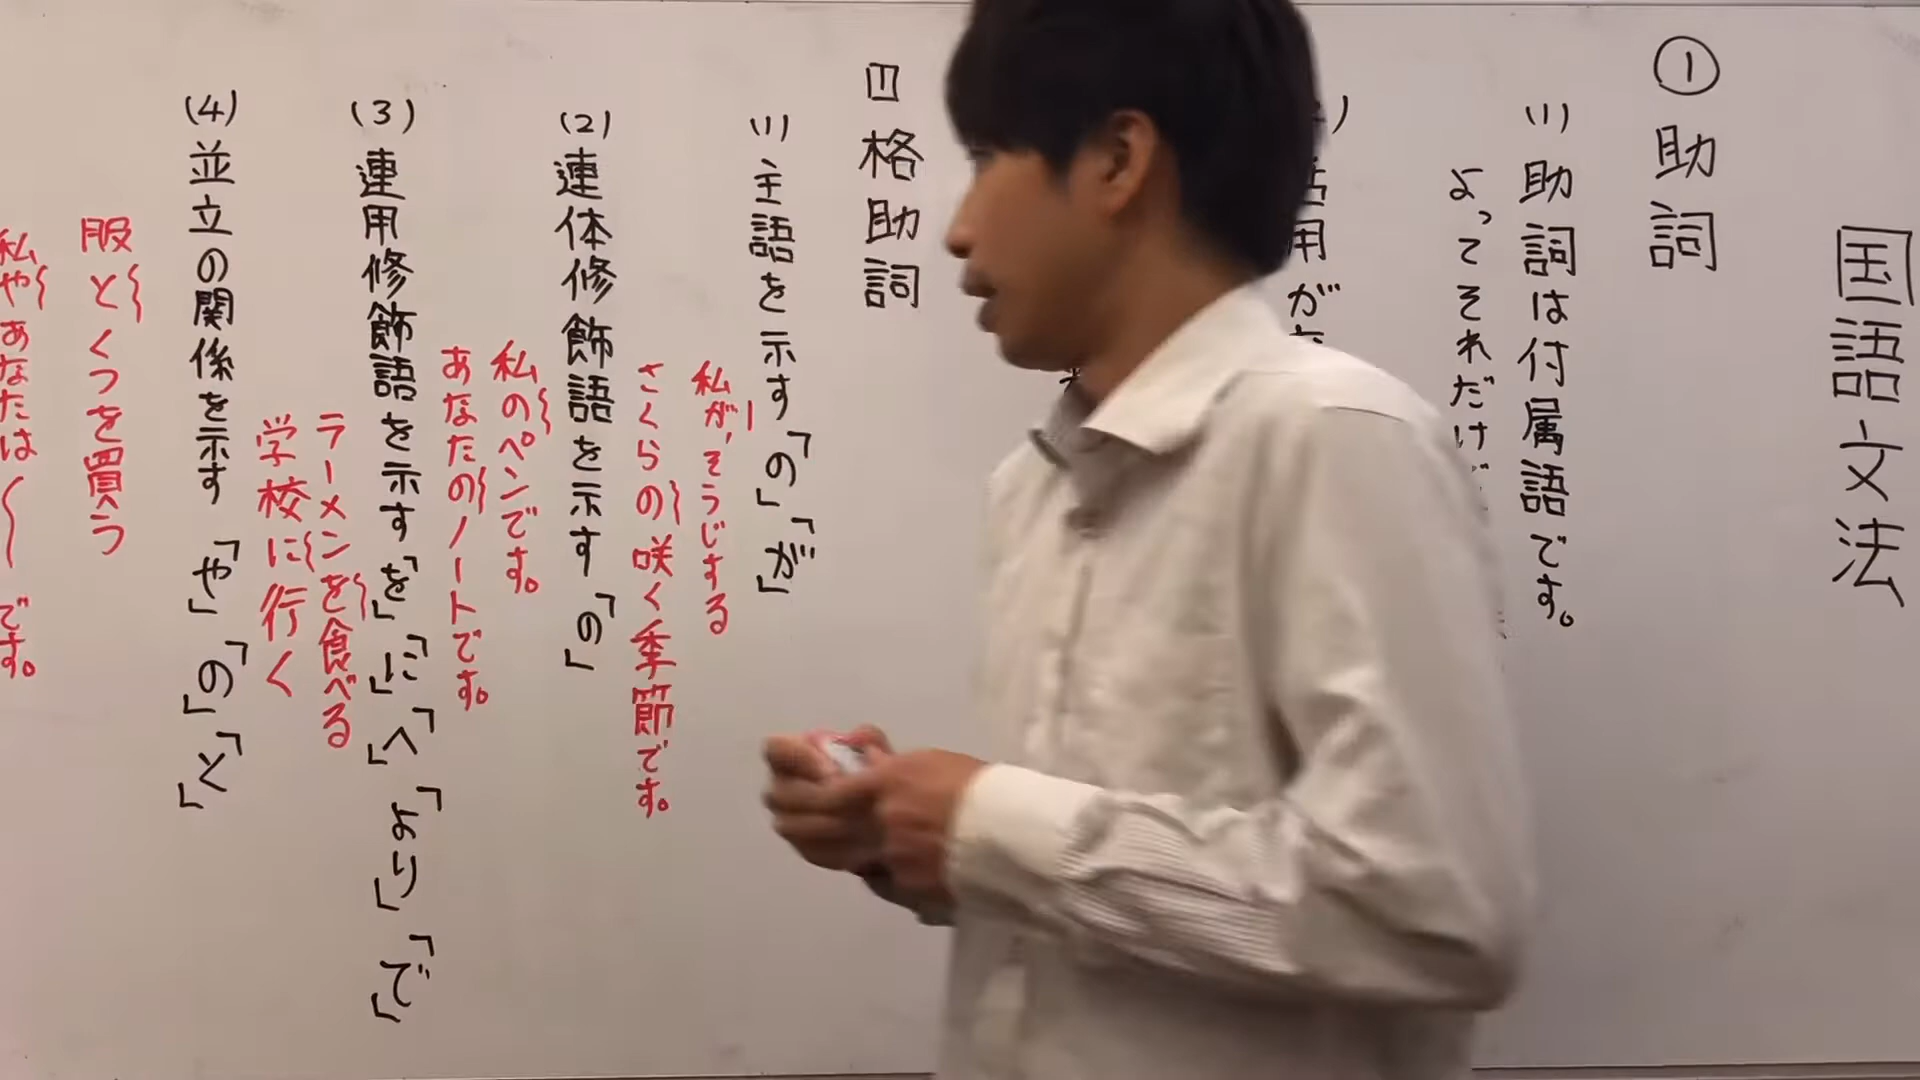 国語文法
① 助詞
(1) 助詞は付属語です。
よってそれだけ
活用が
① 格助詞
(1) 主語を示す「の」「が」
私が、そうじする
さくらの咲く季節です。
(2) 連体修飾語を示す「の」
私のペンです。
あなたのノートです。
(3) 連用修飾語を示す「を」「に」「へ」「より」「で」
ラーメンを食べる
学校に行く
(4) 並立の関係を示す「や」「の」「と」
服とくつを買う
私やあなたは〜です。